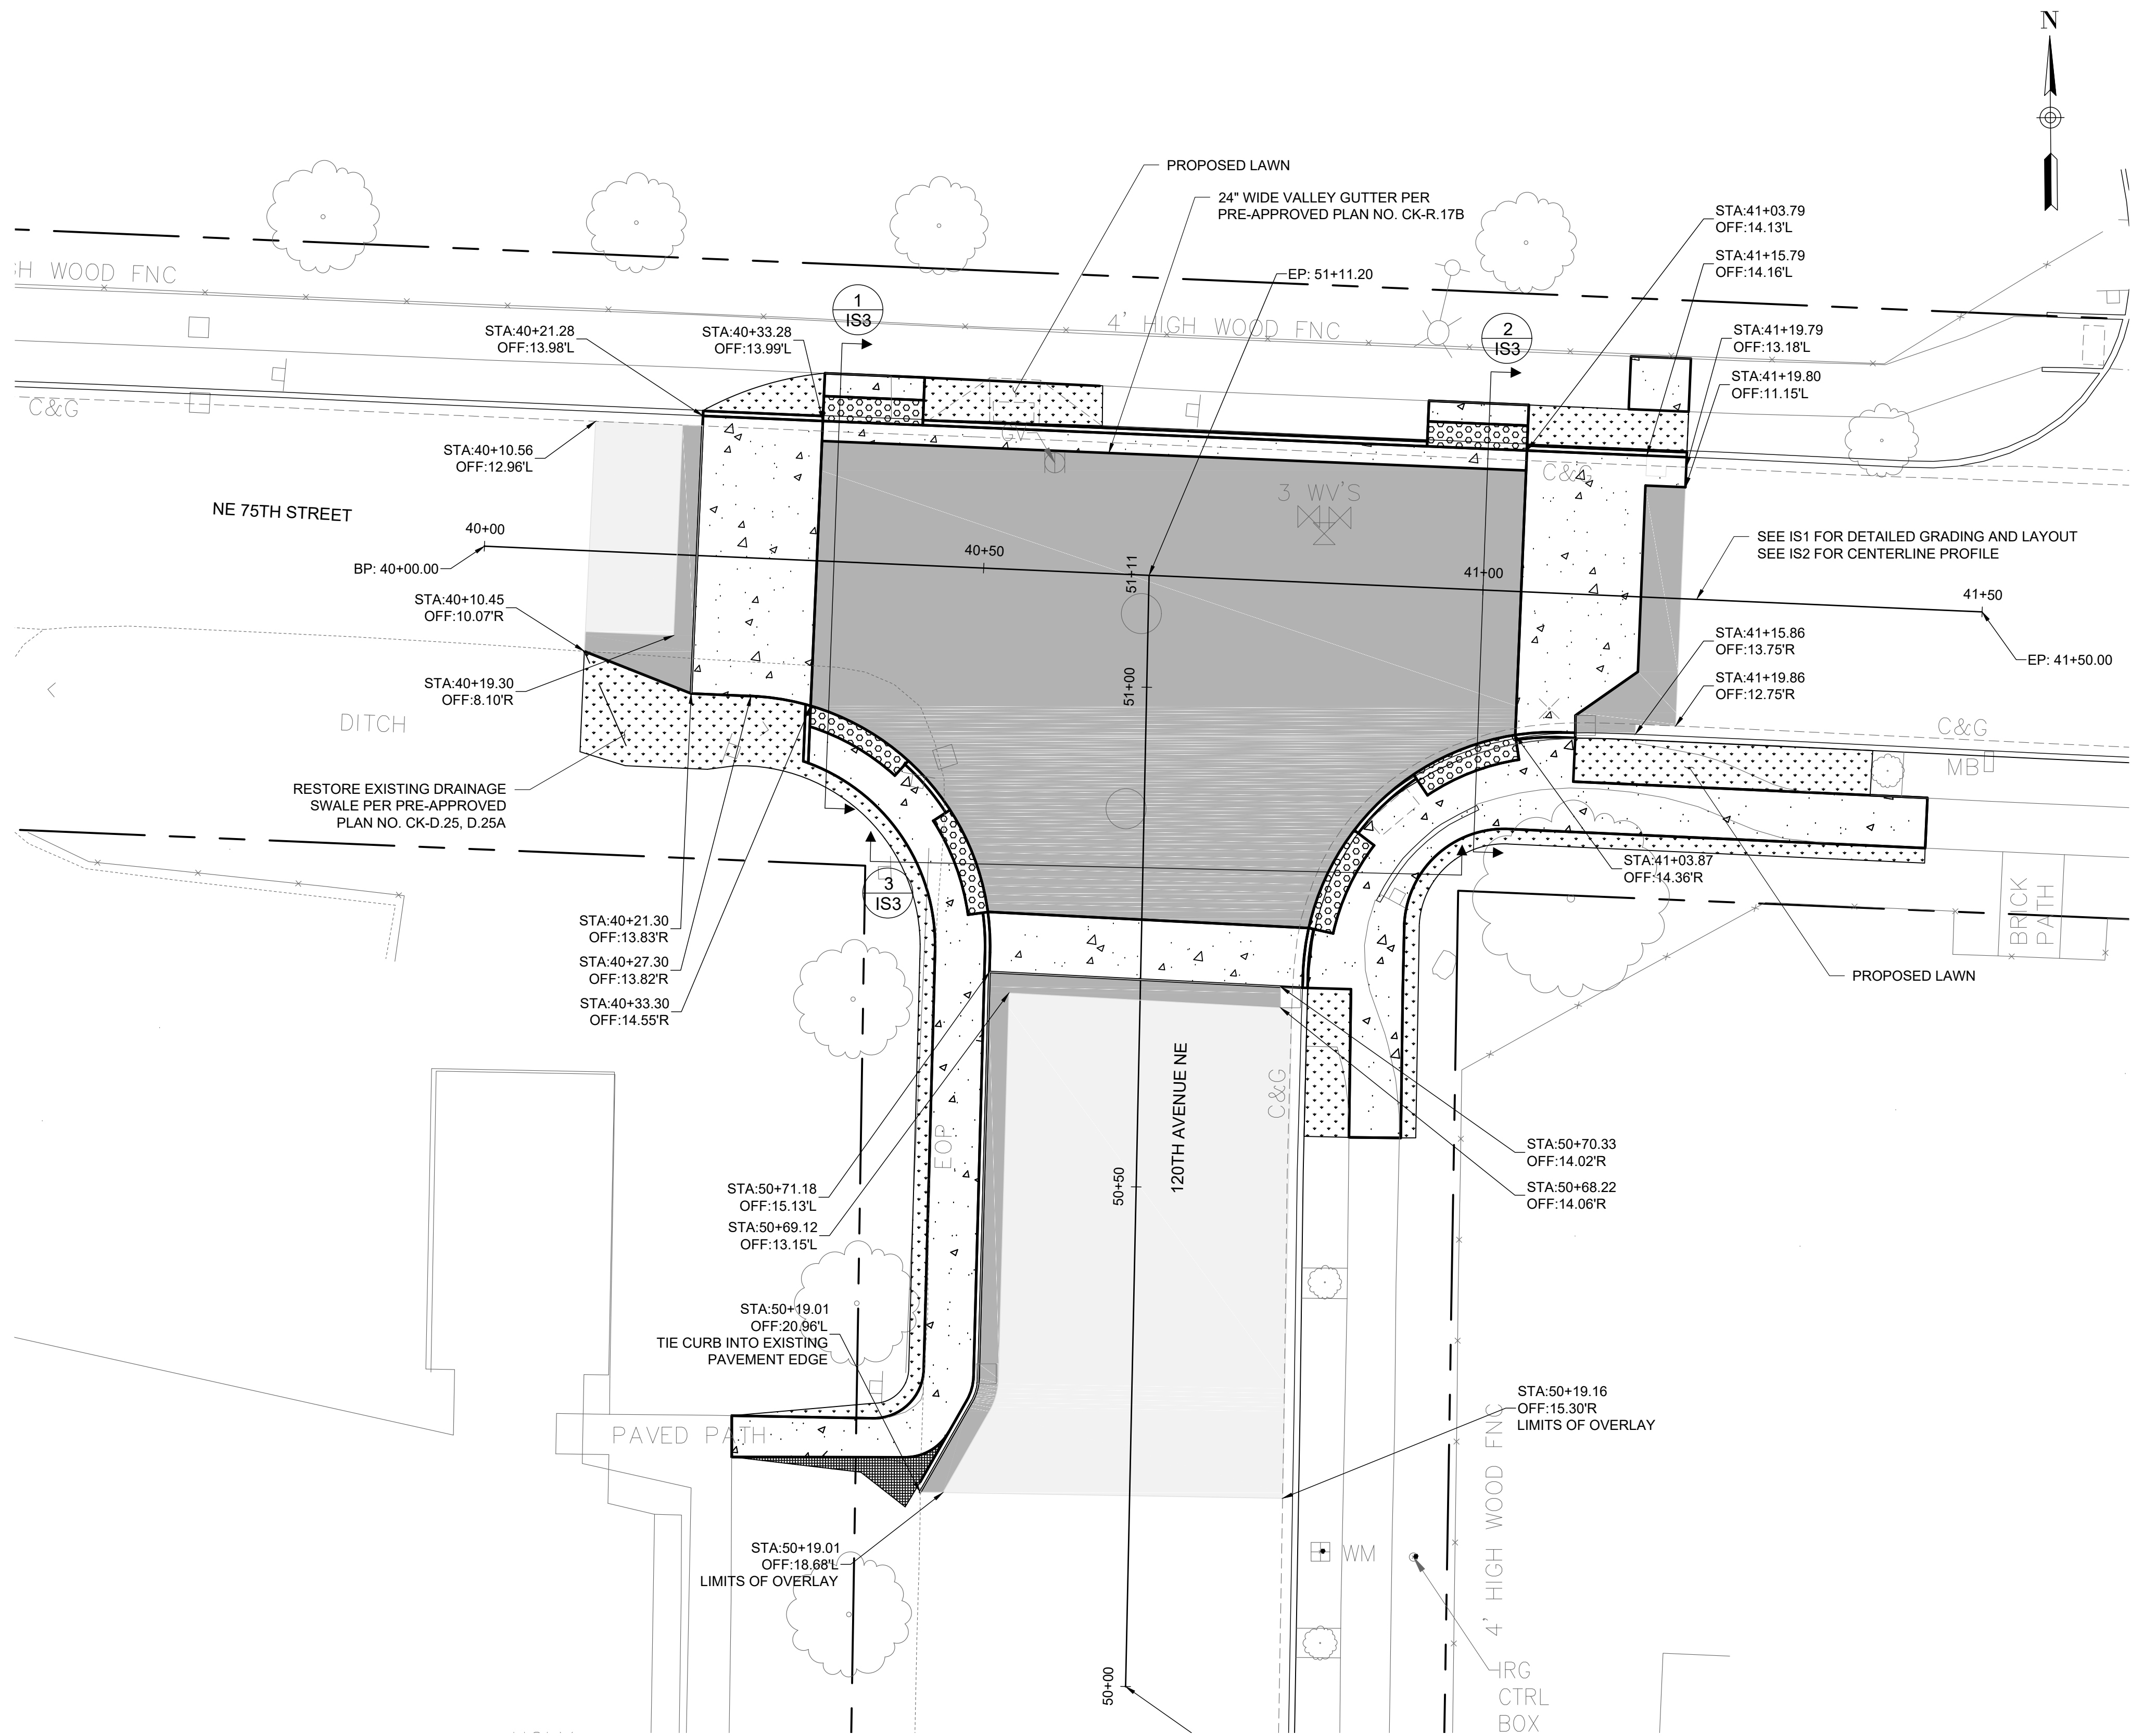 N
PROPOSED LAWN
24" WIDE VALLEY GUTTER PER
PRE-APPROVED PLAN NO. CK-R.17B
STA:41+03.79
OFF:14.13'L
STA:41+15.79
OFF:14.16'L
EP: 51+11.20
WOOD FNC
1
IS3
4' HIGH WOOD FNC
2
IS3
STA:40+21.28
OFF:13.98'L
STA:40+33.28
OFF:13.99'L
STA:41+19.79
OFF:13.18'L
STA:41+19.80
OFF:11.15'L
C&G
GV
STA:40+10.56
OFF:12.96'L
C&G
3 WV'S
NE 75TH STREET
40+00
40+50
51+11
41+00
SEE IS1 FOR DETAILED GRADING AND LAYOUT
SEE IS2 FOR CENTERLINE PROFILE
BP: 40+00.00
41+50
STA:40+10.45
OFF:10.07'R
STA:41+15.86
OFF:13.75'R
EP: 41+50.00
STA:40+19.30
OFF:8.10'R
51+00
STA:41+19.86
OFF:12.75'R
DITCH
C&G
MB
RESTORE EXISTING DRAINAGE
SWALE PER PRE-APPROVED
PLAN NO. CK-D.25, D.25A
STA:41+03.87
OFF:14.36'R
3
IS3
BRICK
PATH
STA:40+21.30
OFF:13.83'R
STA:40+27.30
OFF:13.82'R
STA:40+33.30
OFF:14.55'R
PROPOSED LAWN
120TH AVENUE NE
C&G
EOP
STA:50+70.33
OFF:14.02'R
STA:50+68.22
OFF:14.06'R
STA:50+71.18
OFF:15.13'L
STA:50+69.12
OFF:13.15'L
50+50
STA:50+19.01
OFF:20.96'L
TIE CURB INTO EXISTING
PAVEMENT EDGE
STA:50+19.16
OFF:15.30'R
LIMITS OF OVERLAY
PAVED PATH
4' HIGH WOOD FNC
STA:50+19.01
OFF:18.68'L
LIMITS OF OVERLAY
WM
50+00
IRG
CTRL
BOX